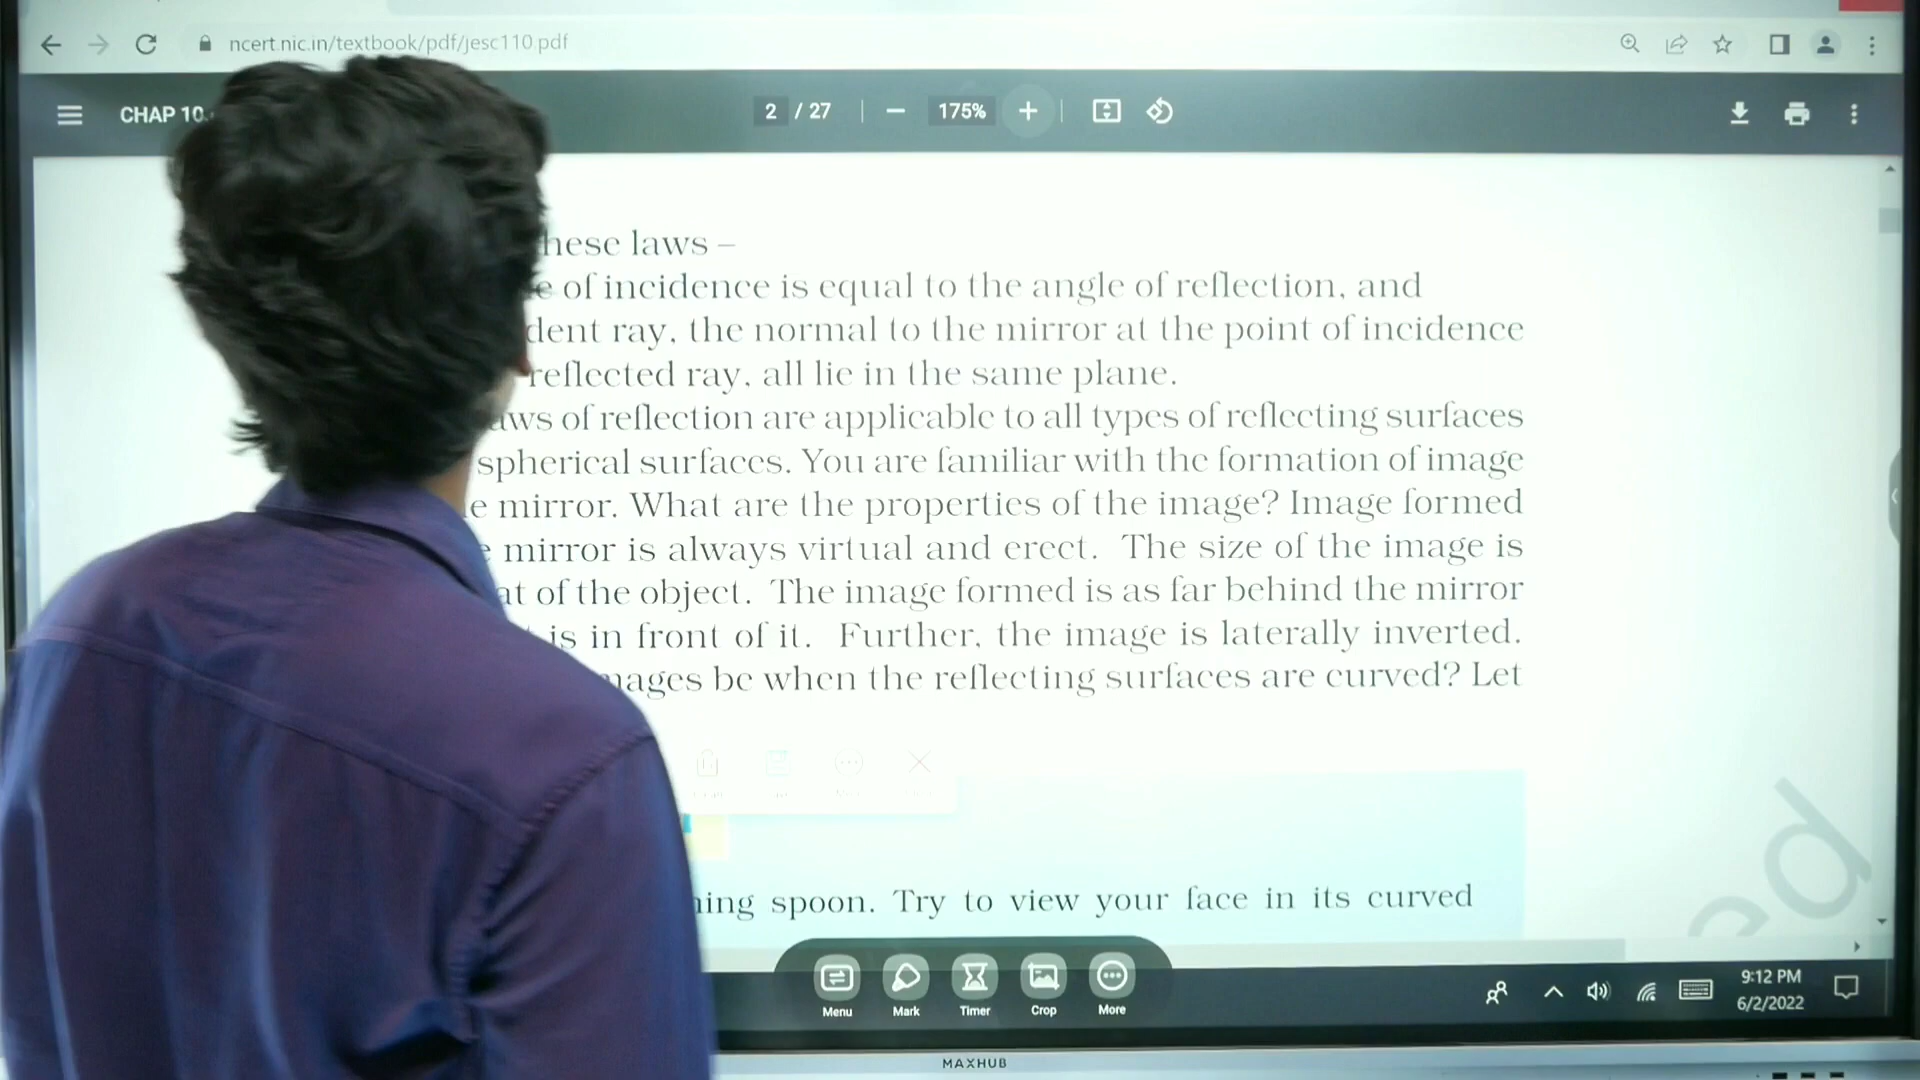 ncert.nic.in/textbook/pdf/jesc110.pdf
CHAP 10.
2 / 27
175%
hese laws –
e of incidence is equal to the angle of reflection, and
dent ray, the normal to the mirror at the point of incidence
reflected ray, all lie in the same plane.
aws of reflection are applicable to all types of reflecting surfaces
spherical surfaces. You are familiar with the formation of image
e mirror. What are the properties of the image? Image formed
e mirror is always virtual and erect. The size of the image is
at of the object. The image formed is as far behind the mirror
is in front of it. Further, the image is laterally inverted.
mages be when the reflecting surfaces are curved? Let
ning spoon. Try to view your face in its curved
ed
Menu Mark Timer Crop More
9:12 PM
6/2/2022
MAXHUB